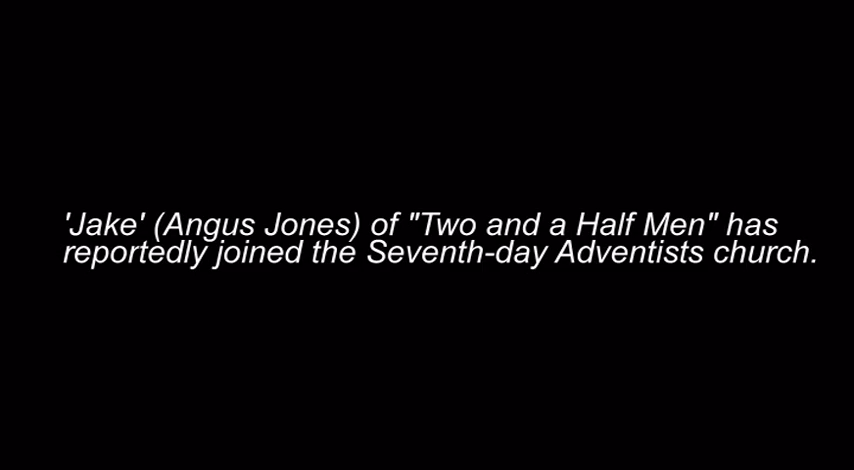 'Jake' (Angus Jones) of "Two and a Half Men" has
reportedly joined the Seventh-day Adventists church.